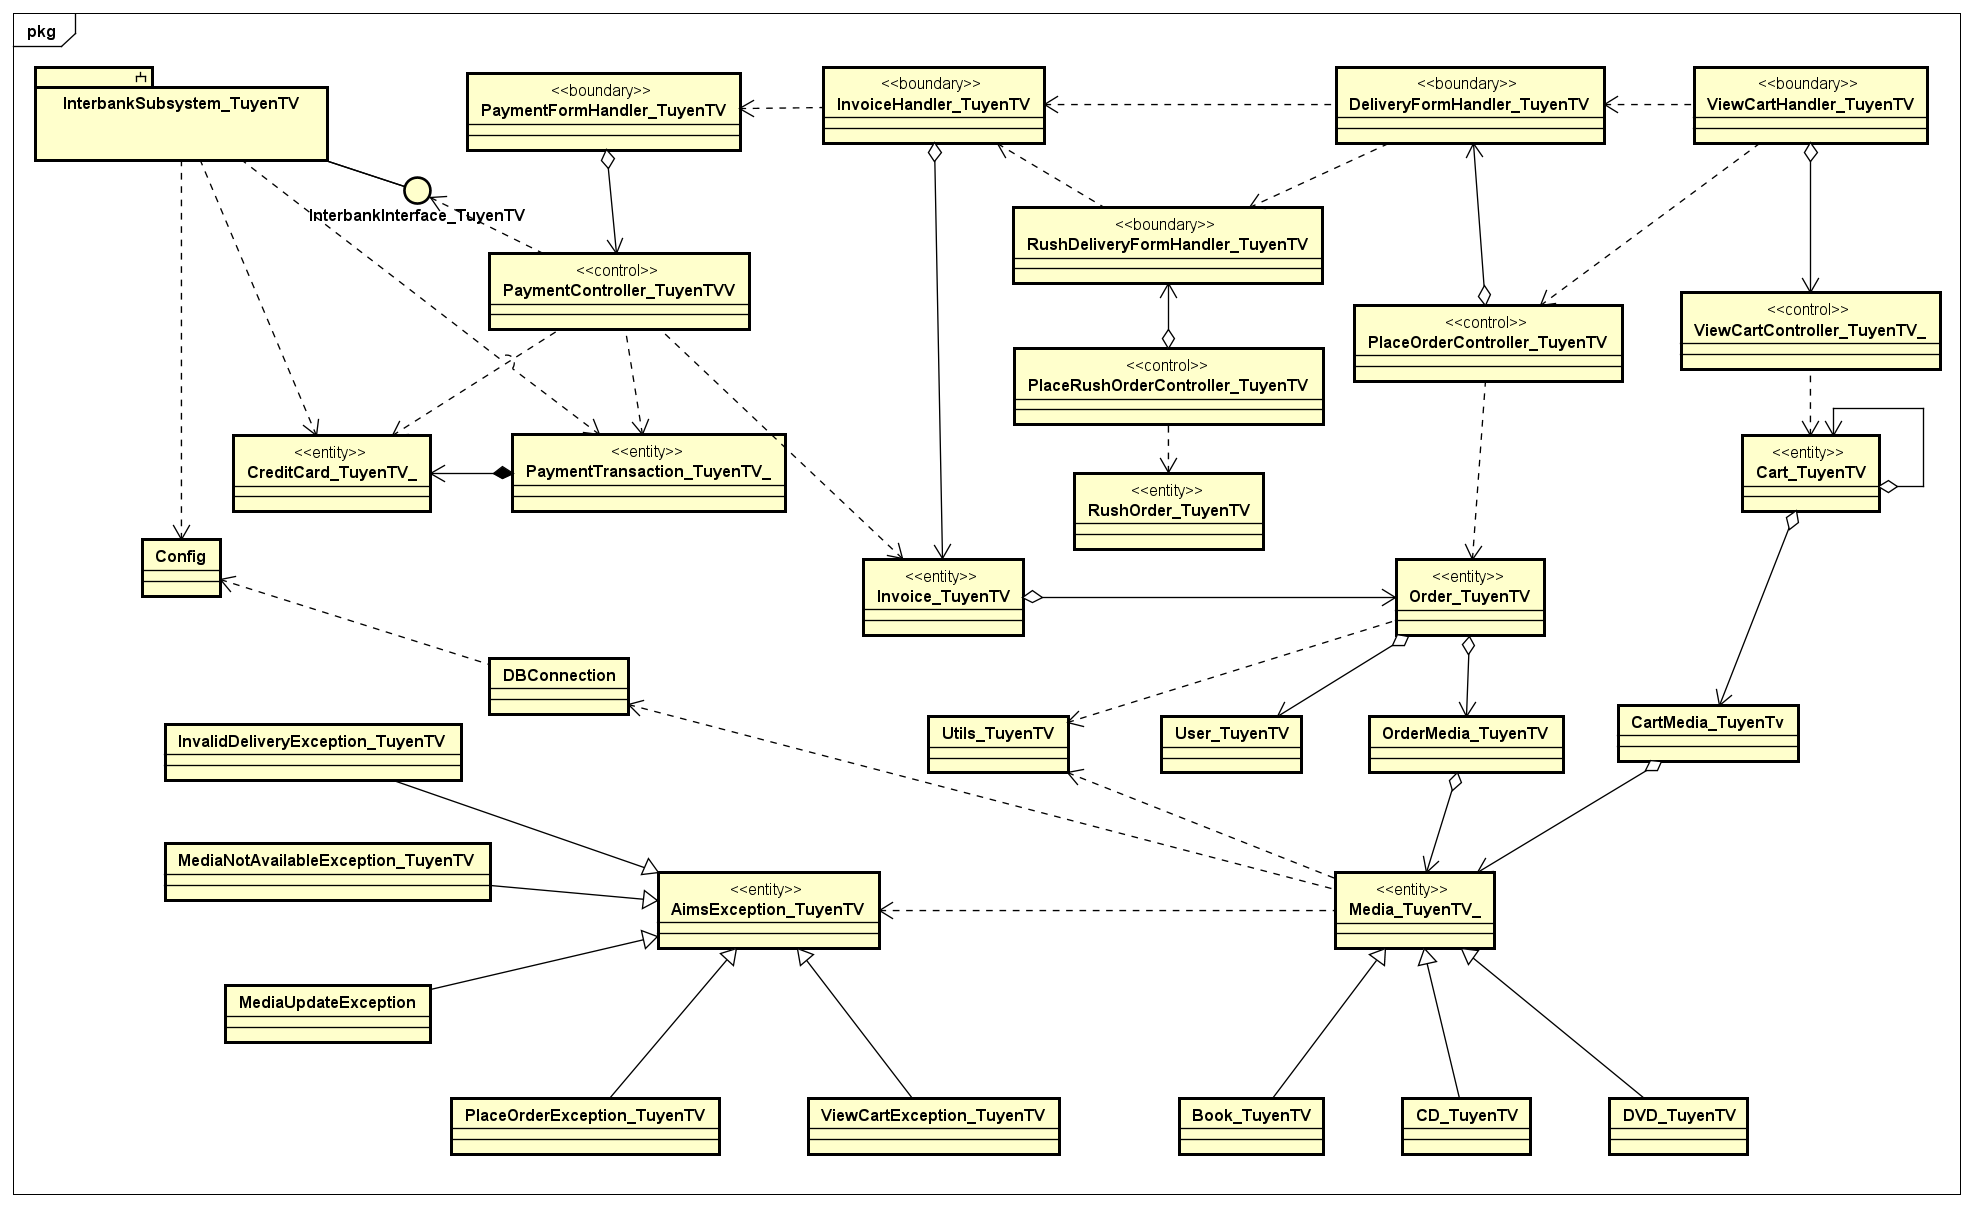 pkg
InterbankSubsystem_TuyenTV
<<boundary>>
PaymentFormHandler_TuyenTV
<<boundary>>
InvoiceHandler_TuyenTV
<<boundary>>
DeliveryFormHandler_TuyenTV
<<boundary>>
ViewCartHandler_TuyenTV
InterbankInterface_TuyenTV
<<boundary>>
RushDeliveryFormHandler_TuyenTV
<<control>>
PaymentController_TuyenTVV
<<control>>
PlaceOrderController_TuyenTV
<<control>>
ViewCartController_TuyenTV_
<<control>>
PlaceRushOrderController_TuyenTV
<<entity>>
CreditCard_TuyenTV_
<<entity>>
PaymentTransaction_TuyenTV_
<<entity>>
RushOrder_TuyenTV
<<entity>>
Cart_TuyenTV
Config
<<entity>>
Invoice_TuyenTV
<<entity>>
Order_TuyenTV
DBConnection
InvalidDeliveryException_TuyenTV
Utils_TuyenTV
User_TuyenTV
OrderMedia_TuyenTV
CartMedia_TuyenTv
MediaNotAvailableException_TuyenTV
<<entity>>
AimsException_TuyenTV
<<entity>>
Media_TuyenTV_
MediaUpdateException
PlaceOrderException_TuyenTV
ViewCartException_TuyenTV
Book_TuyenTV
CD_TuyenTV
DVD_TuyenTV